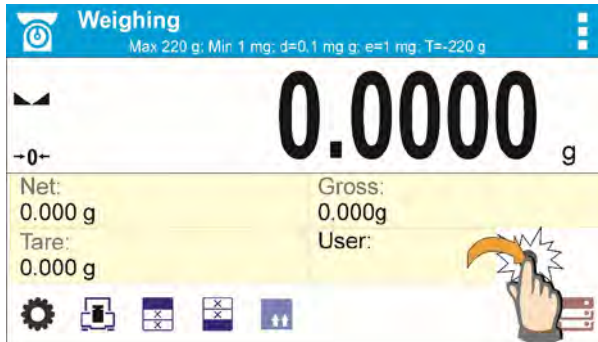 Weighing
Max 220 g; Min 1 mg; d=0.1 mg g; e=1 mg; T=-220 g
0.0000 g
→0←
Net:
0.000 g
Gross:
0.000g
Tare:
0.000 g
User: